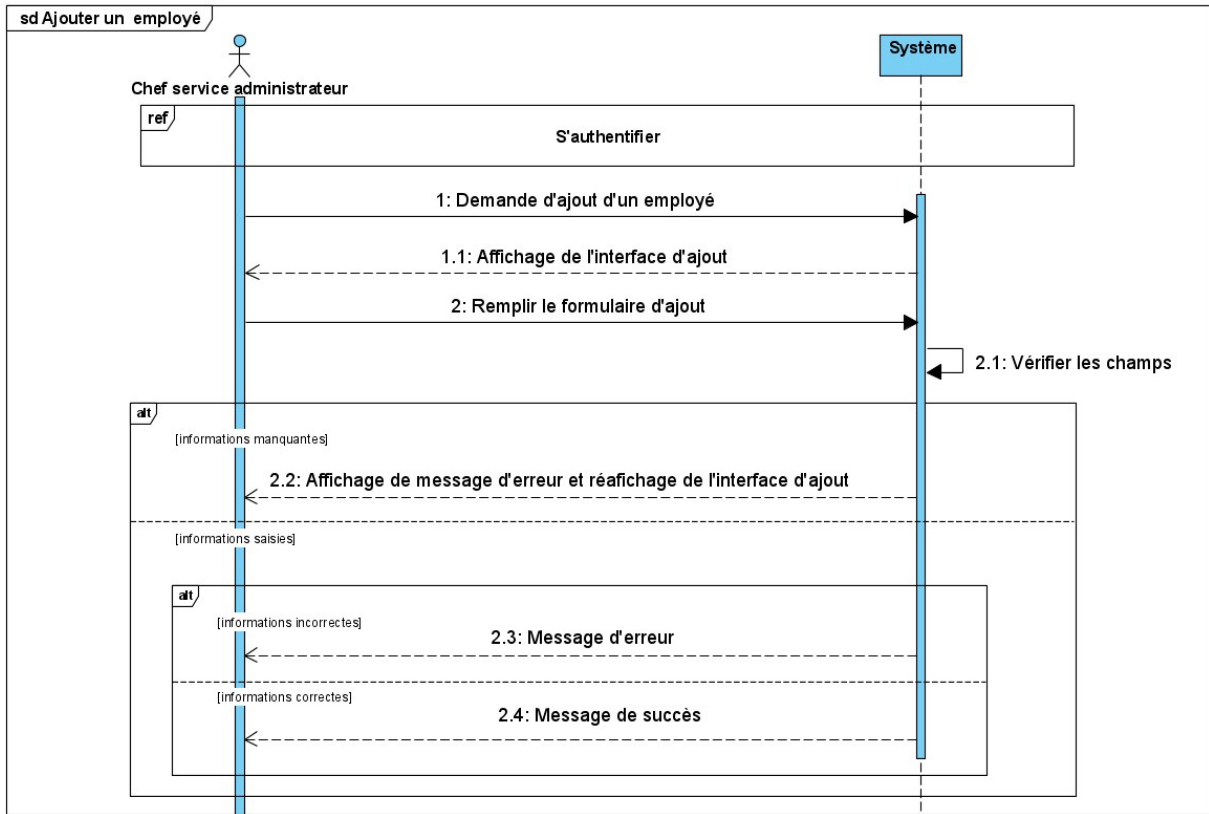 sd Ajouter un employé
Système
Chef service administrateur
ref
S'authentifier
1: Demande d'ajout d'un employé
1.1: Affichage de l'interface d'ajout
2: Remplir le formulaire d'ajout
2.1: Vérifier les champs
alt
[informations manquantes]
2.2: Affichage de message d'erreur et réafichage de l'interface d'ajout
[informations saisies]
alt
[informations incorrectes]
2.3: Message d'erreur
[informations correctes]
2.4: Message de succès